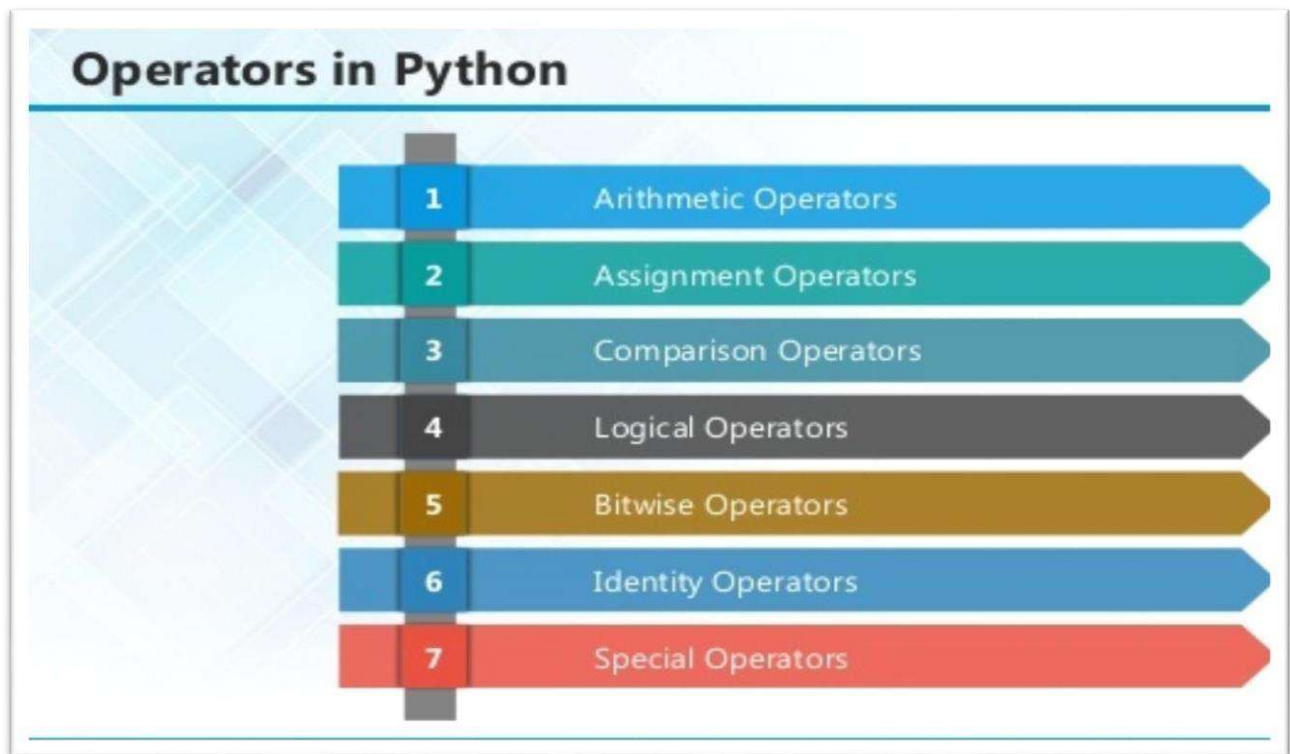 Operators in Python
1 Arithmetic Operators
2 Assignment Operators
3 Comparison Operators
4 Logical Operators
5 Bitwise Operators
6 Identity Operators
7 Special Operators